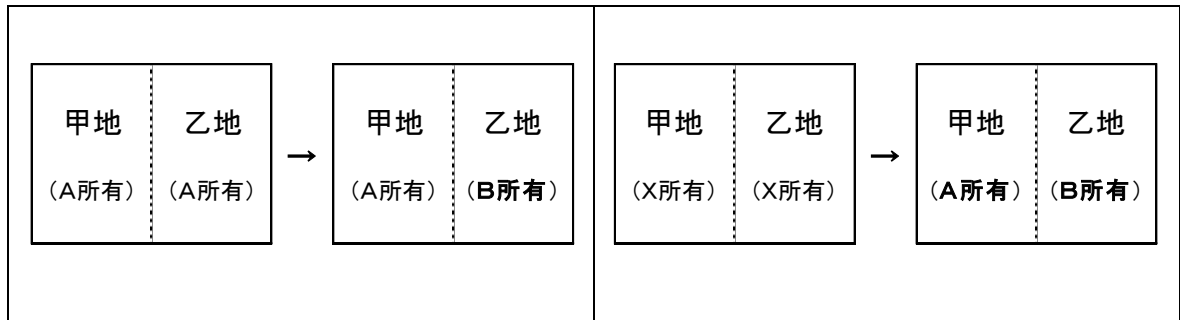 甲地 乙地 甲地 乙地 甲地 乙地 甲地 乙地
→ →
(A所有) (A所有) (A所有) (B所有) (X所有) (X所有) (A所有) (B所有)